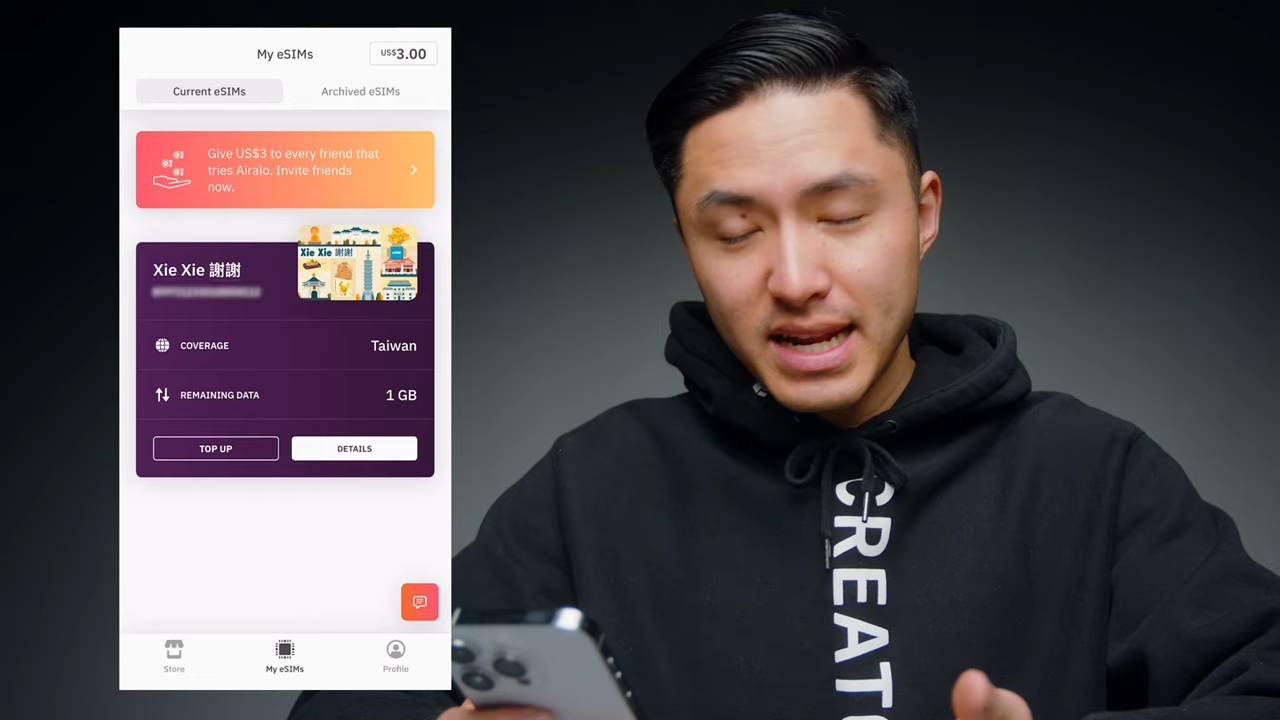 My eSIMs
US$3.00
Current eSIMs
Archived eSIMs
Give US$3 to every friend that
tries Airalo. Invite friends
now.
Xie Xie 謝謝
Xie Xie 謝謝
COVERAGE
Taiwan
REMAINING DATA
1 GB
TOP UP
DETAILS
Store
My eSIMs
Profile